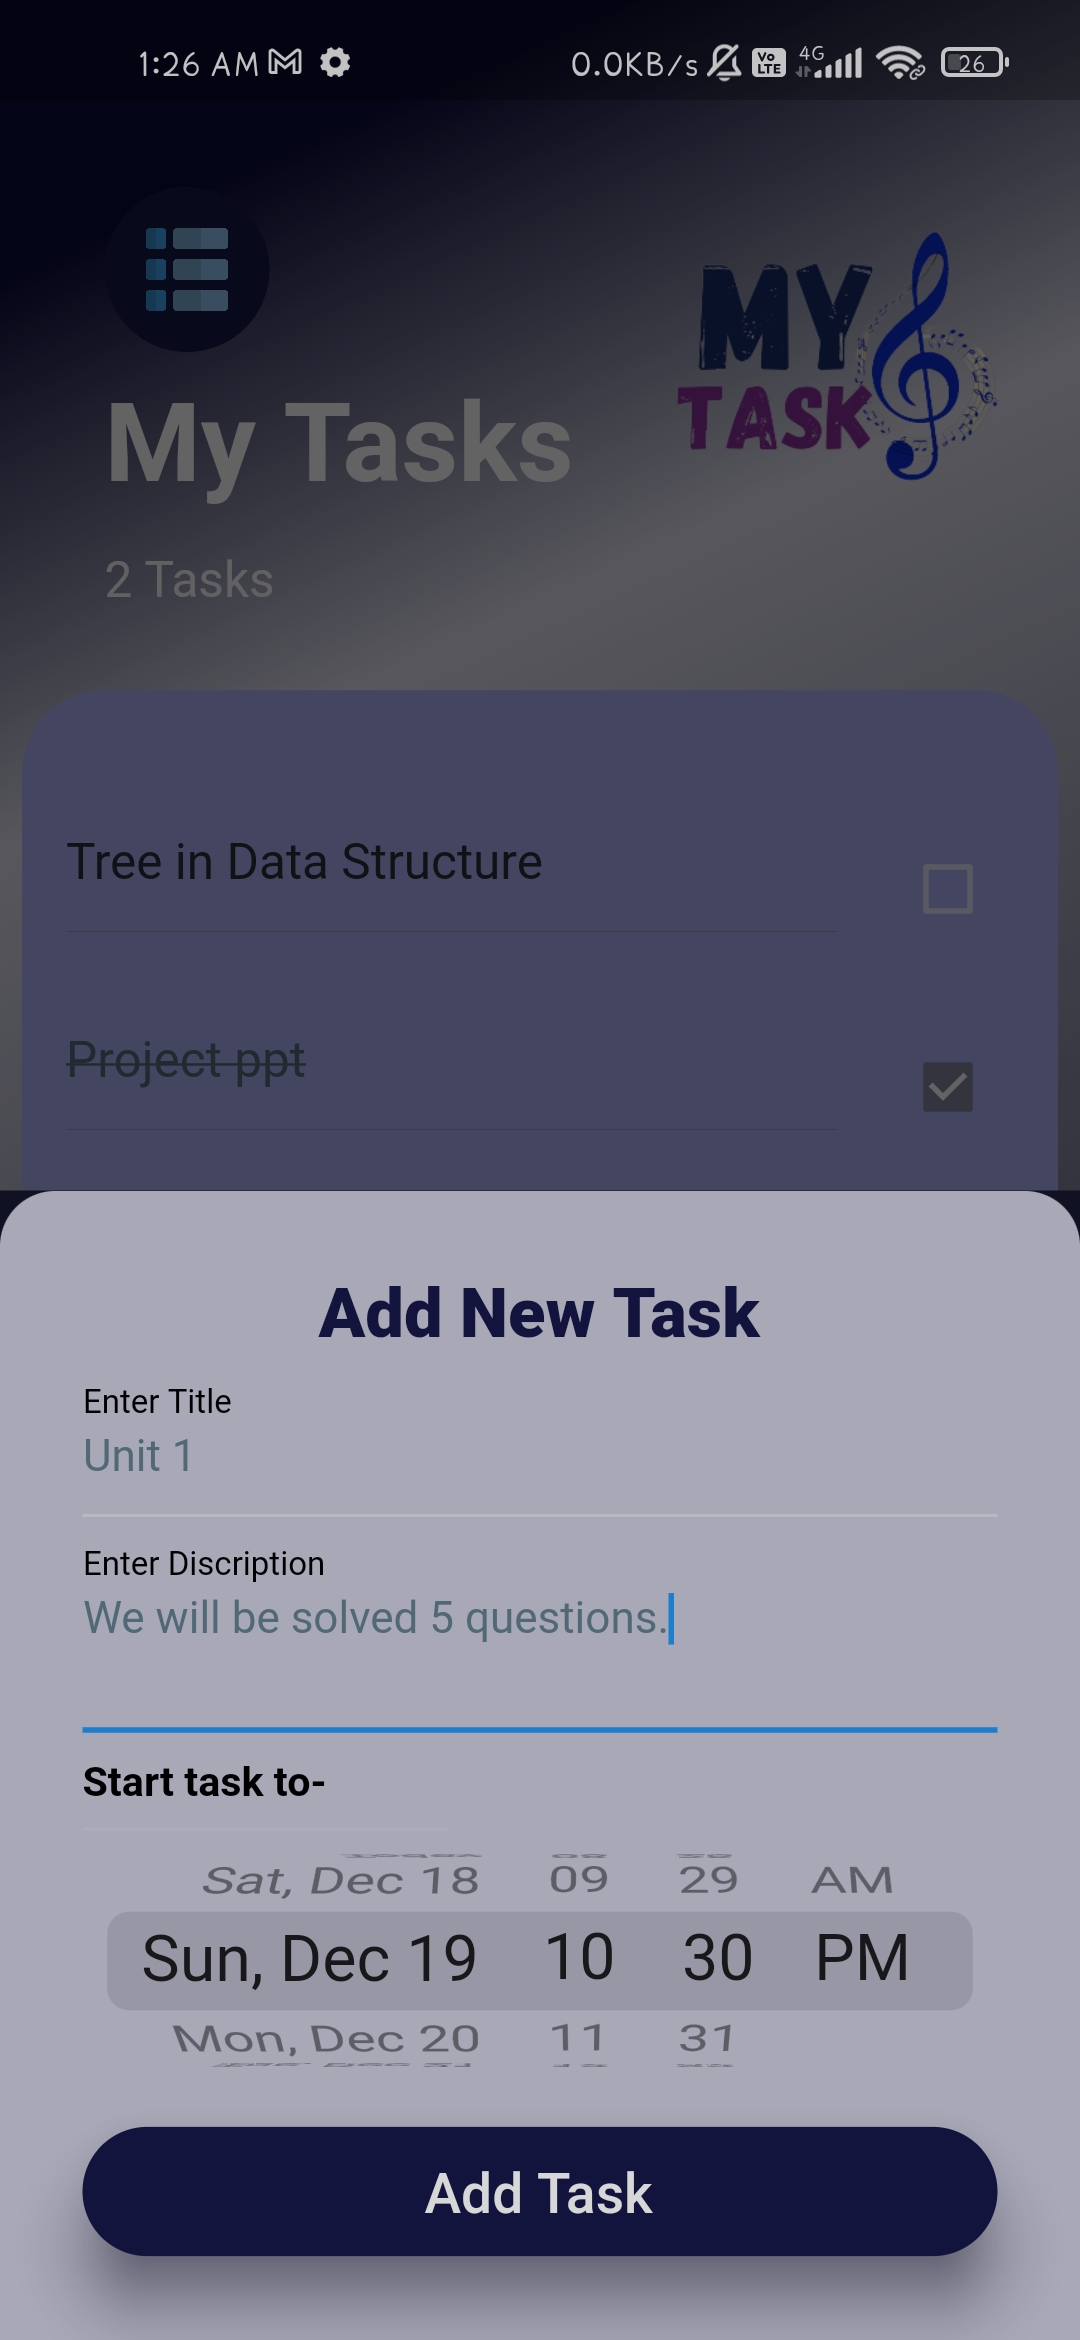 1:26 AM 0.0KB/s Vo LTE 4G 26
MY
TASK
My Tasks
2 Tasks
Tree in Data Structure
Project ppt
Add New Task
Enter Title
Unit 1
Enter Discription
We will be solved 5 questions.
Start task to-
Sat, Dec 18 09 29 AM
Sun, Dec 19 10 30 PM
Mon, Dec 20 11 31
Add Task